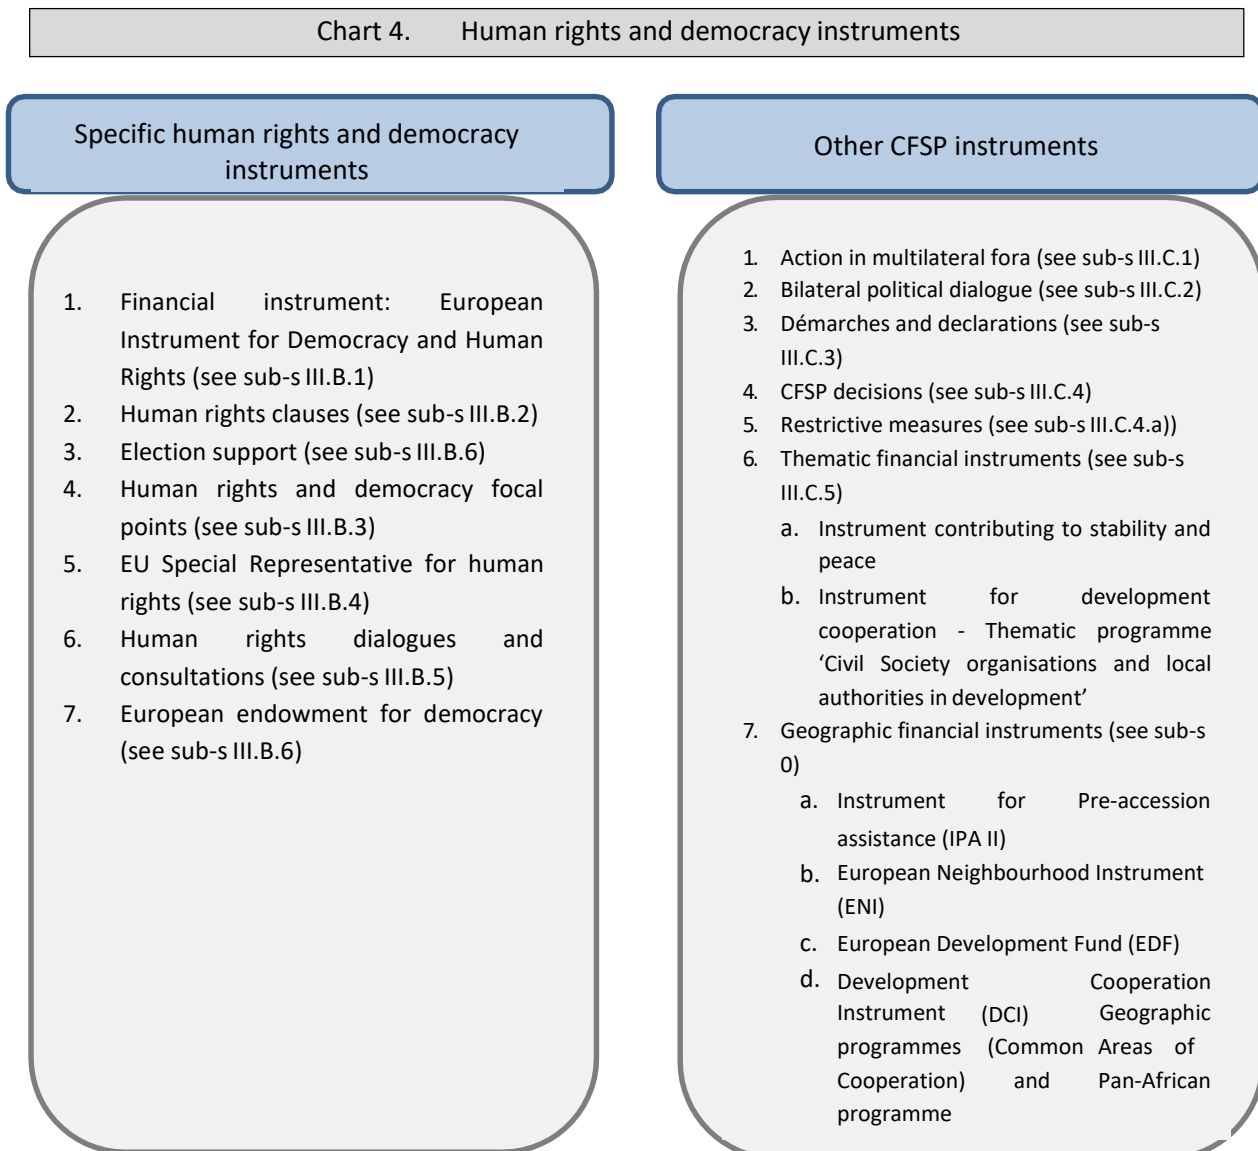 Chart 4. Human rights and democracy instruments
Specific human rights and democracy
instruments
1. Financial instrument: European
Instrument for Democracy and Human
Rights (see sub-s III.B.1)
2. Human rights clauses (see sub-s III.B.2)
3. Election support (see sub-s III.B.6)
4. Human rights and democracy focal
points (see sub-s III.B.3)
5. EU Special Representative for human
rights (see sub-s III.B.4)
6. Human rights dialogues and
consultations (see sub-s III.B.5)
7. European endowment for democracy
(see sub-s III.B.6)
Other CFSP instruments
1. Action in multilateral fora (see sub-s III.C.1)
2. Bilateral political dialogue (see sub-s III.C.2)
3. Démarches and declarations (see sub-s
III.C.3)
4. CFSP decisions (see sub-s III.C.4)
5. Restrictive measures (see sub-s III.C.4.a))
6. Thematic financial instruments (see sub-s
III.C.5)
a. Instrument contributing to stability and
peace
b. Instrument for development
cooperation - Thematic programme
‘Civil Society organisations and local
authorities in development’
7. Geographic financial instruments (see sub-s
0)
a. Instrument for Pre-accession
assistance (IPA II)
b. European Neighbourhood Instrument
(ENI)
c. European Development Fund (EDF)
d. Development Cooperation
Instrument (DCI) Geographic
programmes (Common Areas of
Cooperation) and Pan-African
programme